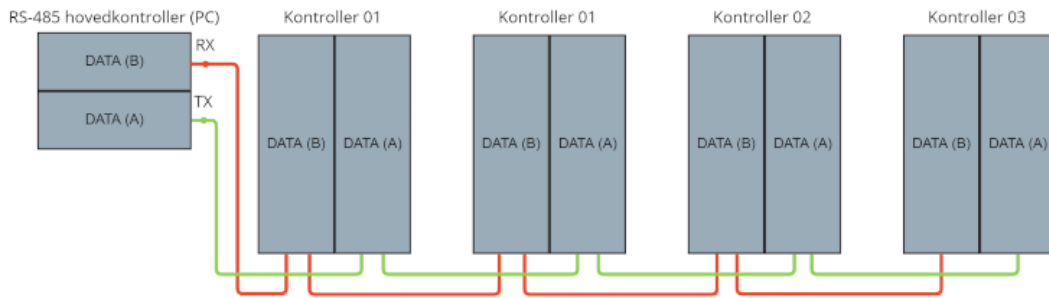 RS-485 hovedkontroller (PC)
Kontroller 01
Kontroller 01
Kontroller 02
Kontroller 03
RX
DATA (B)
TX
DATA (A)
DATA (B)
DATA (A)
DATA (B)
DATA (A)
DATA (B)
DATA (A)
DATA (B)
DATA (A)